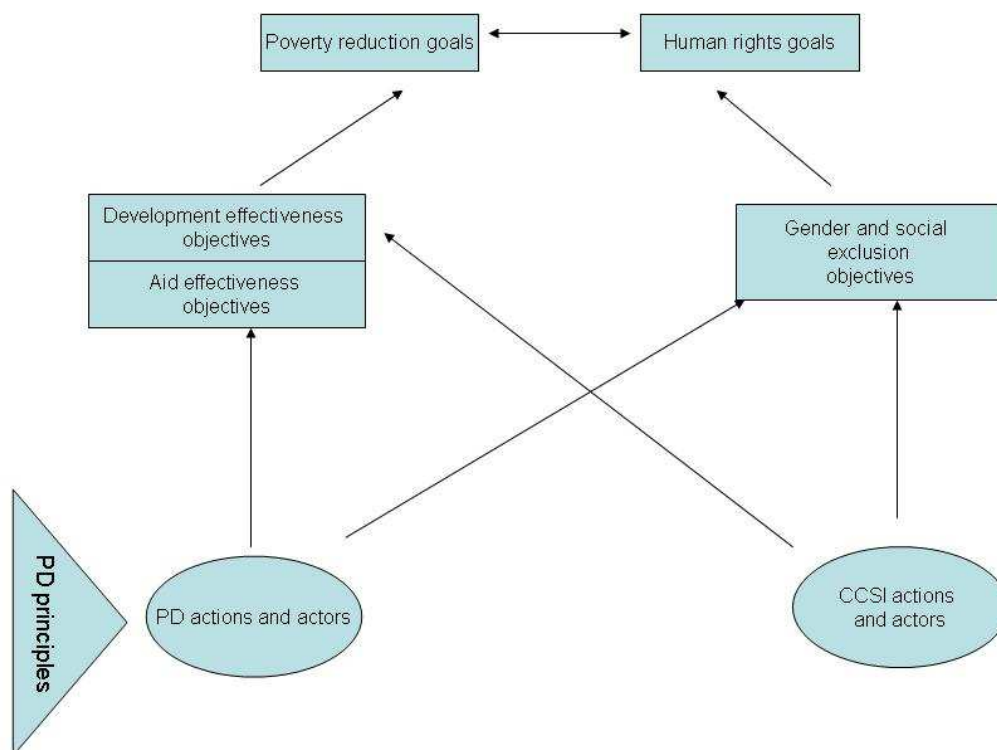 Poverty reduction goals
Human rights goals
Development effectiveness
objectives
Aid effectiveness
objectives
Gender and social
exclusion
objectives
PD principles
PD actions and actors
CCSI actions
and actors